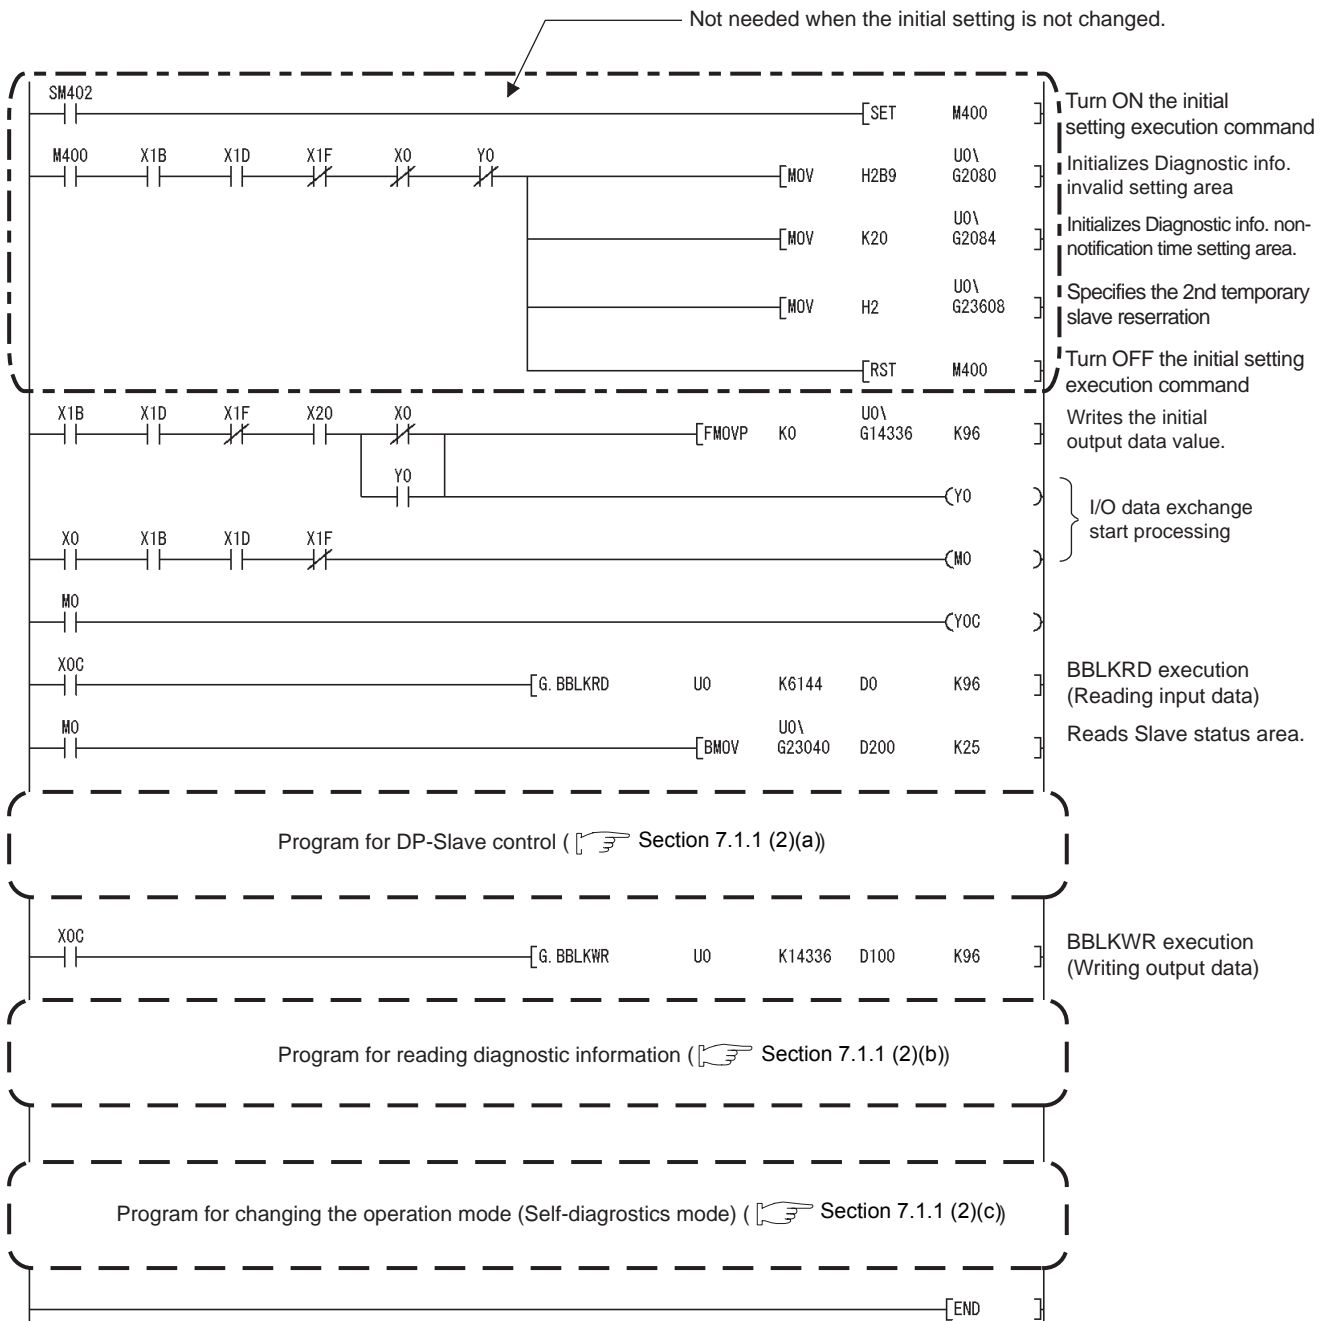 Not needed when the initial setting is not changed.
SM402
SET M400
Turn ON the initial
setting execution command
M400 X1B X1D X1F X0 Y0
MOV H2B9 U0\
G2080
Initializes Diagnostic info.
invalid setting area
MOV K20 U0\
G2084
Initializes Diagnostic info. non-
notification time setting area.
MOV H2 U0\
G23608
Specifies the 2nd temporary
slave reserration
RST M400
Turn OFF the initial setting
execution command
X1B X1D X1F X20 X0
FMOVP K0 U0\
G14336 K96
Writes the initial
output data value.
Y0
Y0
I/O data exchange
start processing
X0 X1B X1D X1F
M0
M0
Y0C
X0C
G.BBLKRD U0 K6144 D0 K96
BBLKRD execution
(Reading input data)
M0
BMOV U0\
G23040 D200 K25
Reads Slave status area.
Program for DP-Slave control ( Section 7.1.1 (2)(a))
X0C
G.BBLKWR U0 K14336 D100 K96
BBLKWR execution
(Writing output data)
Program for reading diagnostic information ( Section 7.1.1 (2)(b))
Program for changing the operation mode (Self-diagrostics mode) ( Section 7.1.1 (2)(c))
END